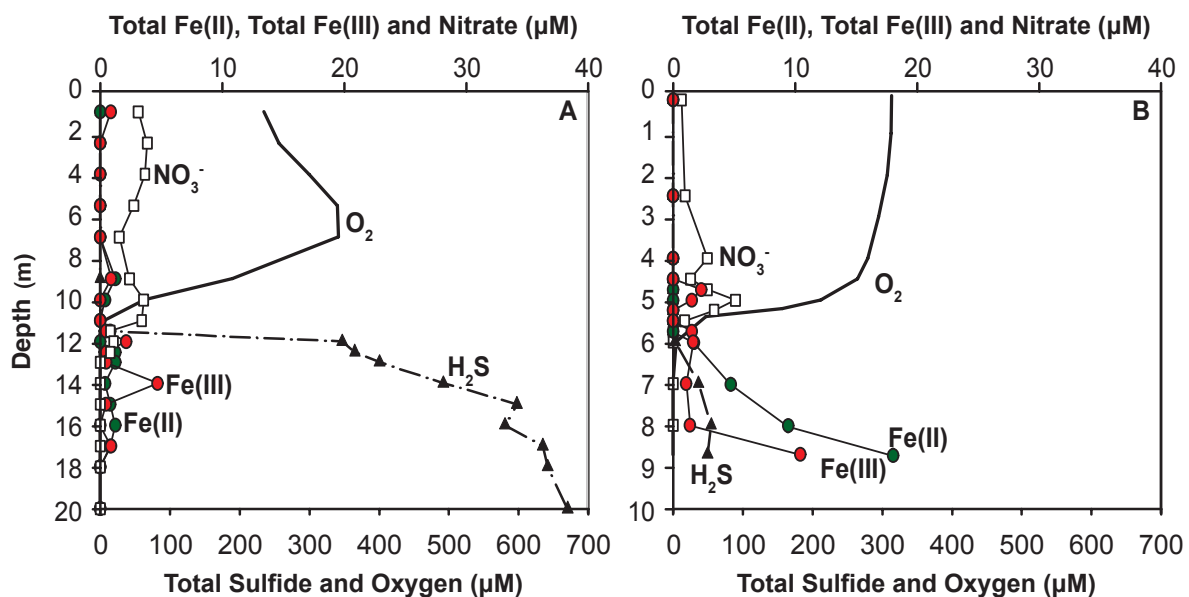 Total Fe(II), Total Fe(III) and Nitrate (µM)
0 10 20 30 40
A
0
2
4
6
8
10
12
14
16
18
20
Depth (m)
NO₃⁻
O₂
H₂S
Fe(III)
Fe(II)
0 100 200 300 400 500 600 700
Total Sulfide and Oxygen (µM)
Total Fe(II), Total Fe(III) and Nitrate (µM)
0 10 20 30 40
B
0
1
2
3
4
5
6
7
8
9
10
NO₃⁻
O₂
Fe(II)
Fe(III)
H₂S
0 100 200 300 400 500 600 700
Total Sulfide and Oxygen (µM)